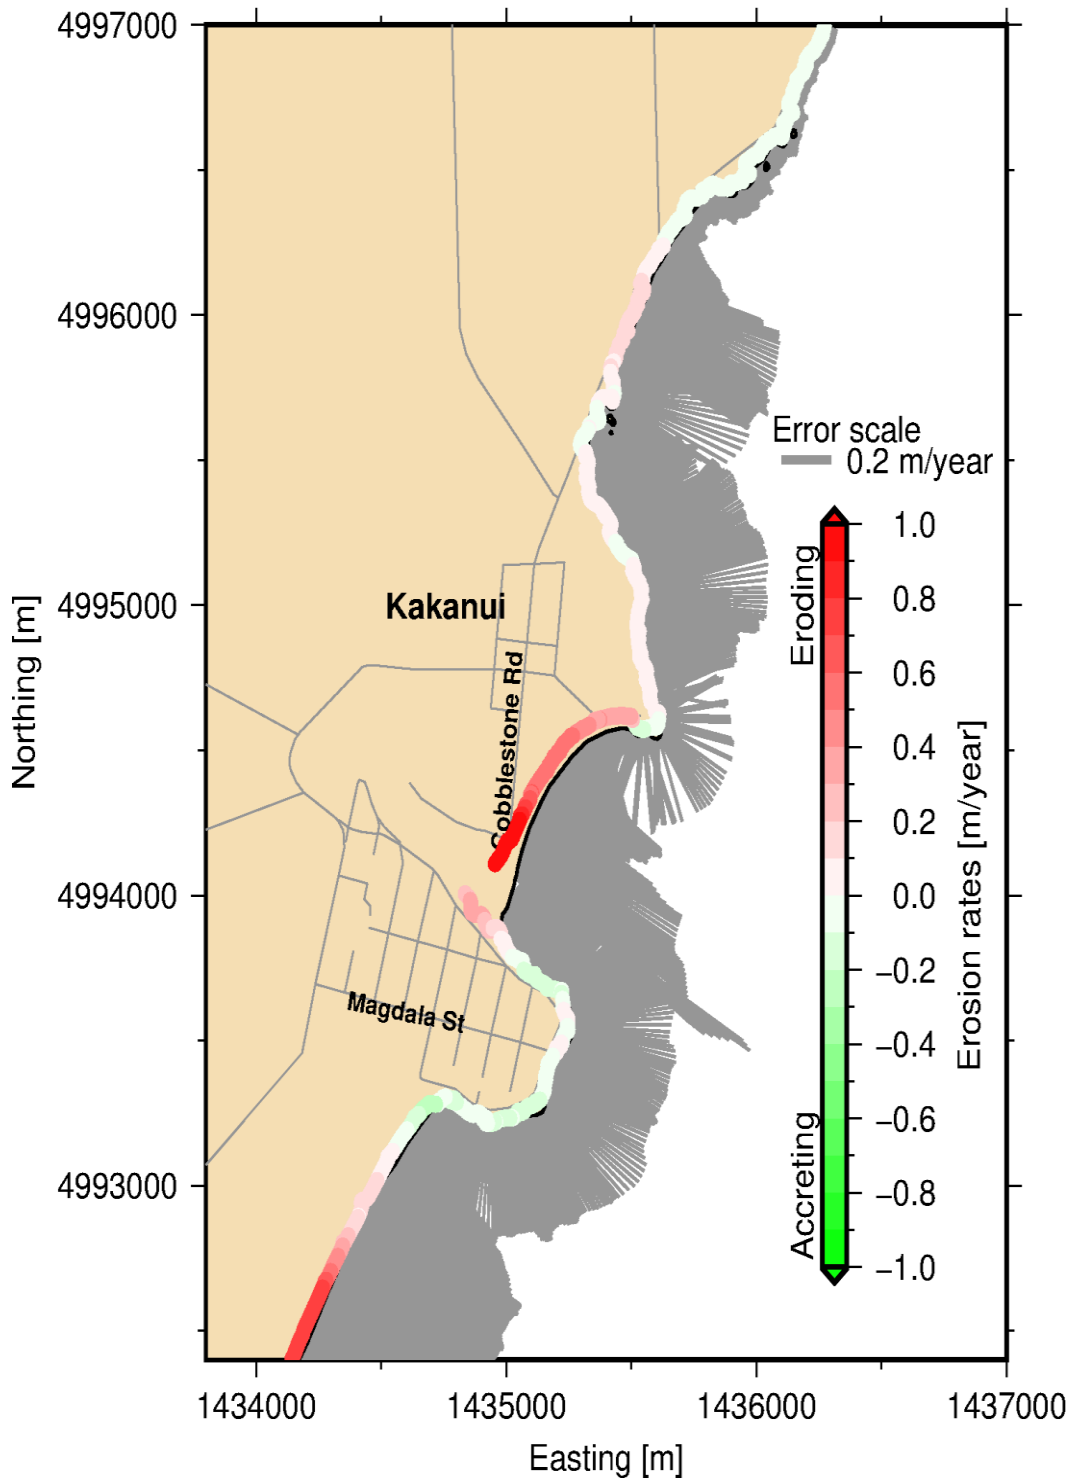 4997000
4996000
4995000
4994000
4993000
Northing [m]
Error scale
0.2 m/year
Kakanui
Cobblestone Rd
Magdala St
Eroding
Accreting
1.0
0.8
0.6
0.4
0.2
0.0
−0.2
−0.4
−0.6
−0.8
−1.0
Erosion rates [m/year]
1434000
1435000
1436000
1437000
Easting [m]